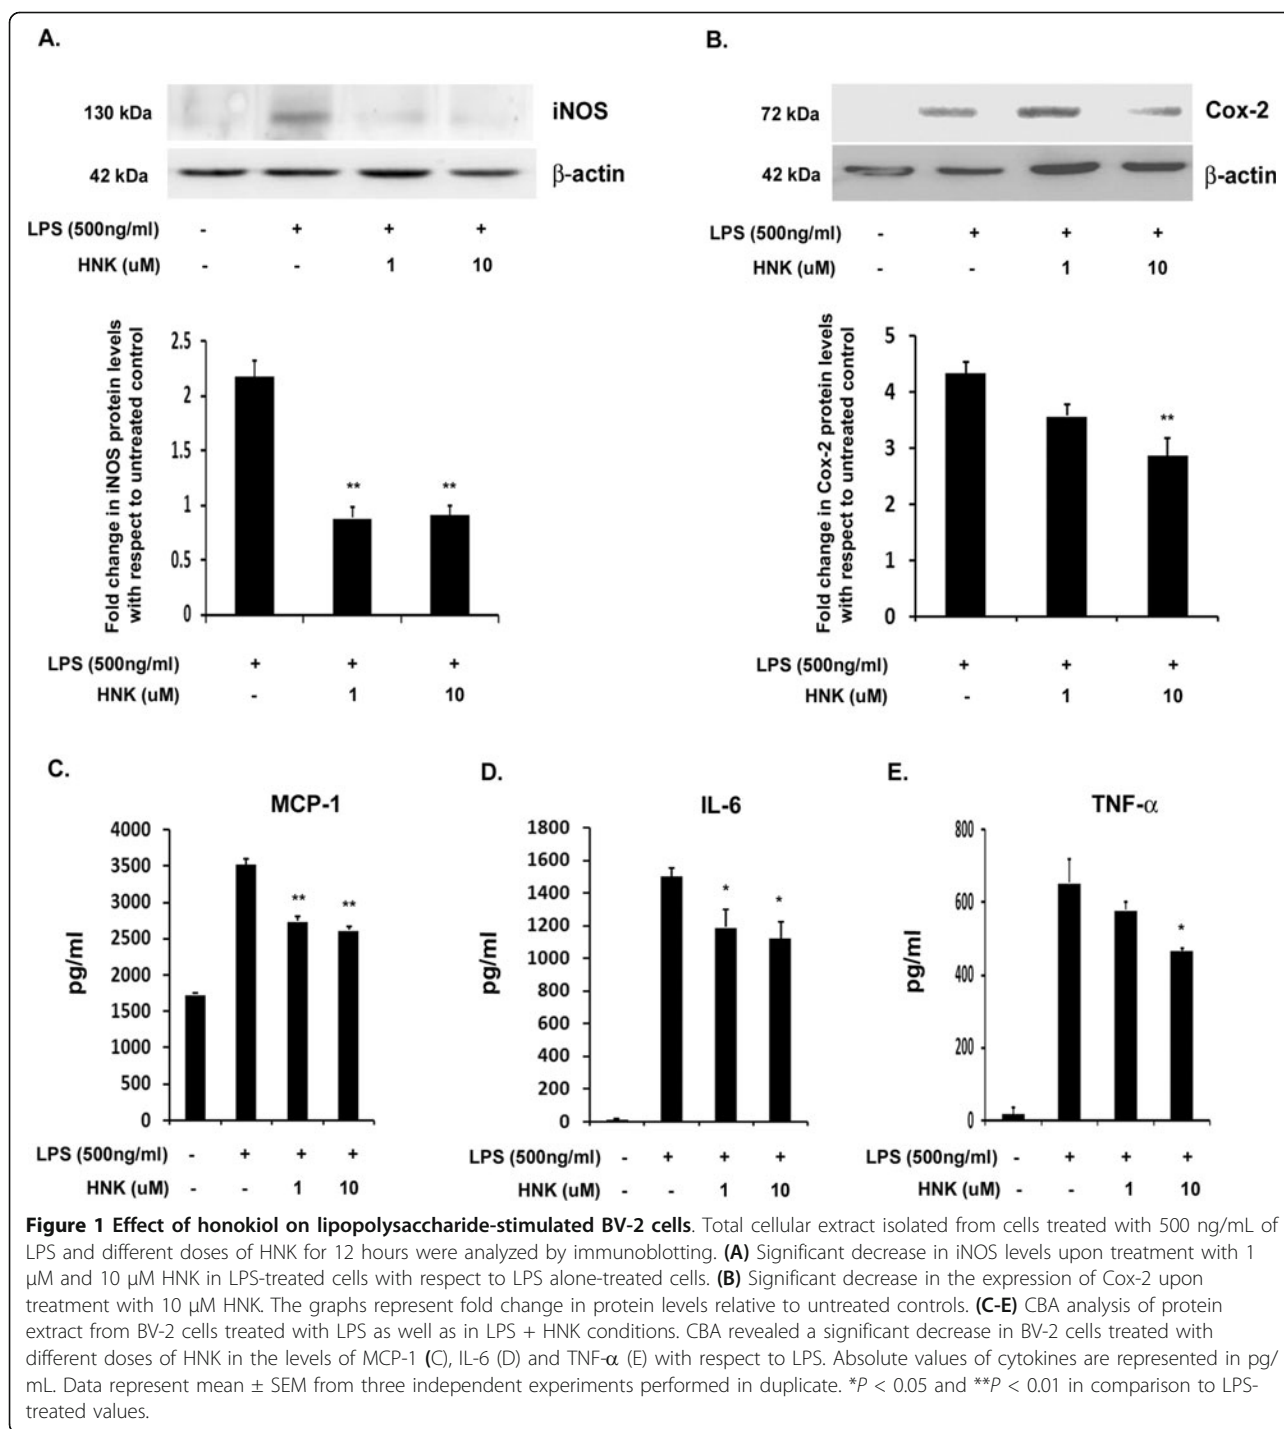 A.
130 kDa
iNOS
42 kDa
β-actin
LPS (500ng/ml) - + + +
HNK (uM) - - 1 10
Fold change in iNOS protein levels
with respect to untreated control
2.5
2
1.5
1
0.5
0
** **
LPS (500ng/ml) + + +
HNK (uM) - 1 10
B.
72 kDa
Cox-2
42 kDa
β-actin
LPS (500ng/ml) - + + +
HNK (uM) - - 1 10
Fold change in Cox-2 protein levels
with respect to untreated control
5
4
3
2
1
0
**
LPS (500ng/ml) + + +
HNK (uM) - 1 10
C.
MCP-1
pg/ml
4000
3500
3000
2500
2000
1500
1000
500
0
** **
LPS (500ng/ml) - + + +
HNK (uM) - - 1 10
D.
IL-6
pg/ml
1800
1600
1400
1200
1000
800
600
400
200
0
* *
LPS (500ng/ml) - + + +
HNK (uM) - - 1 10
E.
TNF-α
pg/ml
800
600
400
200
0
*
LPS (500ng/ml) - + + +
HNK (uM) - - 1 10
Figure 1 Effect of honokiol on lipopolysaccharide-stimulated BV-2 cells. Total cellular extract isolated from cells treated with 500 ng/mL of
LPS and different doses of HNK for 12 hours were analyzed by immunoblotting. (A) Significant decrease in iNOS levels upon treatment with 1
μM and 10 μM HNK in LPS-treated cells with respect to LPS alone-treated cells. (B) Significant decrease in the expression of Cox-2 upon
treatment with 10 μM HNK. The graphs represent fold change in protein levels relative to untreated controls. (C-E) CBA analysis of protein
extract from BV-2 cells treated with LPS as well as in LPS + HNK conditions. CBA revealed a significant decrease in BV-2 cells treated with
different doses of HNK in the levels of MCP-1 (C), IL-6 (D) and TNF-α (E) with respect to LPS. Absolute values of cytokines are represented in pg/
mL. Data represent mean ± SEM from three independent experiments performed in duplicate. *P < 0.05 and **P < 0.01 in comparison to LPS-
treated values.